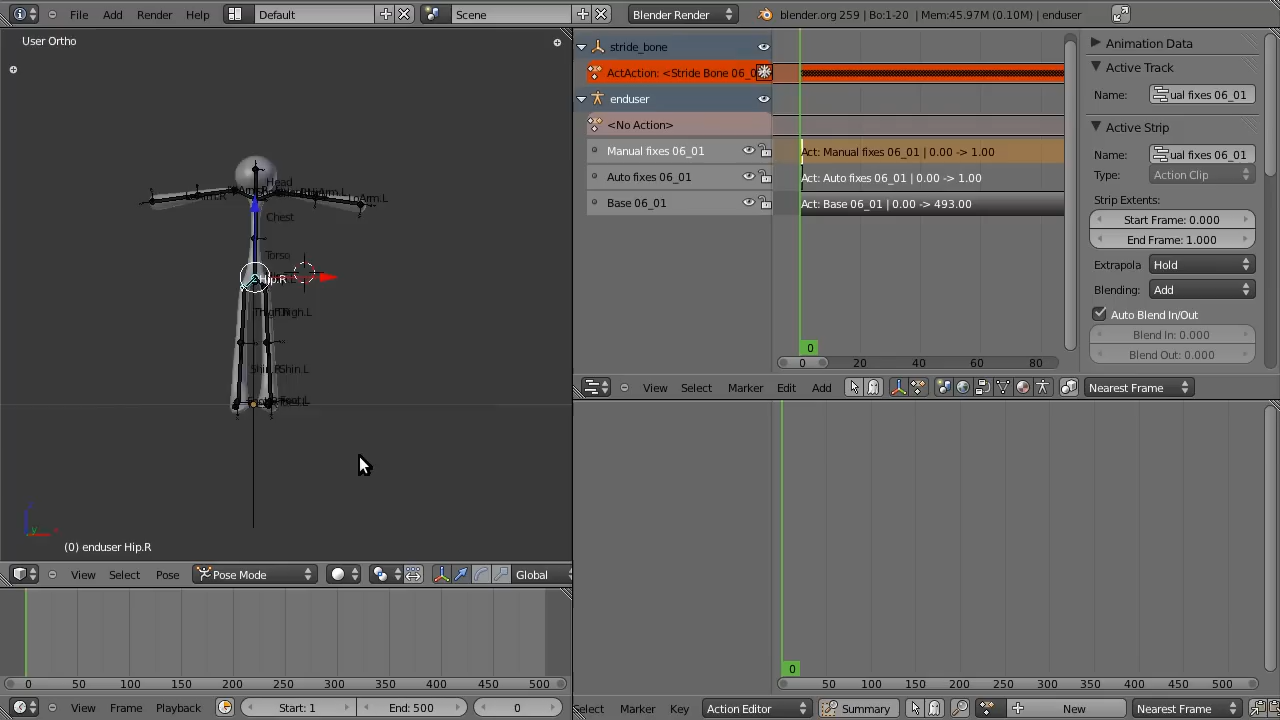 File Add Render Help Default Scene Blender Render blender.org 259 | Bo:1-20 | Mem:45.97M (0.10M) | enduser
User Ortho
Head
LoArm.R
LoArm.L
Chest
Torso
Hip.R
Thigh.L
Shin.L
(0) enduser Hip.R
View Select Pose Pose Mode Global
0 50 100 150 200 250 300 350 400 450 500
View Frame Playback Start: 1 End: 500 0
stride_bone
ActAction: <Stride Bone 06_0
enduser
<No Action>
Manual fixes 06_01 Act: Manual fixes 06_01 | 0.00 -> 1.00
Auto fixes 06_01 Act: Auto fixes 06_01 | 0.00 -> 1.00
Base 06_01 Act: Base 06_01 | 0.00 -> 493.00
0
0 20 40 60 80
View Select Marker Edit Add Nearest Frame
Animation Data
Active Track
Name: ual fixes 06_01
Active Strip
Name: ual fixes 06_01
Type: Action Clip
Strip Extents:
Start Frame: 0.000
End Frame: 1.000
Extrapola Hold
Blending: Add
Auto Blend In/Out
Blend In: 0.000
Blend Out: 0.000
0
50 100 150 200 250 300 350 400 450 500
Select Marker Key Action Editor Summary New Nearest Frame